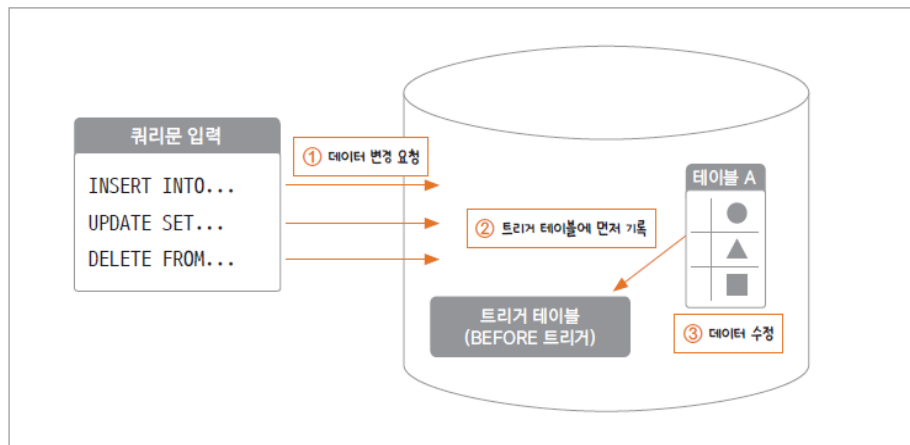 쿼리문 입력
INSERT INTO...
UPDATE SET...
DELETE FROM...
① 데이터 변경 요청
② 트리거 테이블에 먼저 기록
테이블 A
트리거 테이블
(BEFORE 트리거)
③ 데이터 수정